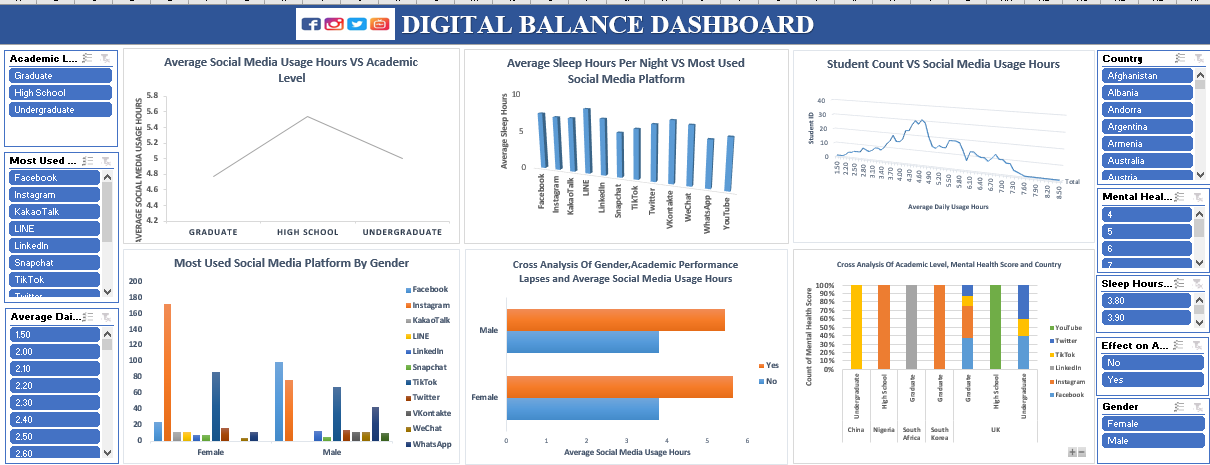 DIGITAL BALANCE DASHBOARD
Academic L...
Graduate
High School
Undergraduate
Most Used ...
Facebook
Instagram
KakaoTalk
LINE
LinkedIn
Snapchat
TikTok
Twitter
Average Dai...
1.50
2.00
2.10
2.20
2.30
2.40
2.50
2.60
Average Social Media Usage Hours VS Academic
Level
AVERAGE SOCIAL MEDIA USAGE HOURS
5.8
5.6
5.4
5.2
5
4.8
4.6
4.4
4.2
GRADUATE HIGH SCHOOL UNDERGRADUATE
Average Sleep Hours Per Night VS Most Used
Social Media Platform
Average Sleep Hours
10
5
0
Facebook
Instagram
KakaoTalk
LINE
LinkedIn
Snapchat
TikTok
Twitter
VKontakte
WeChat
WhatsApp
YouTube
Student Count VS Social Media Usage Hours
Student ID
40
30
20
10
0
1.50
2.20
2.50
2.80
3.10
3.40
3.70
4.00
4.30
4.60
4.90
5.20
5.50
5.80
6.10
6.40
6.70
7.00
7.30
7.60
8.20
8.50
Total
Average Daily Usage Hours
Most Used Social Media Platform By Gender
200
180
160
140
120
100
80
60
40
20
0
Female Male
Facebook
Instagram
KakaoTalk
LINE
LinkedIn
Snapchat
TikTok
Twitter
VKontakte
WeChat
WhatsApp
Cross Analysis Of Gender,Academic Performance
Lapses and Average Social Media Usage Hours
Male
Female
0 1 2 3 4 5 6
Average Social Media Usage Hours
Yes
No
Cross Analysis Of Academic Level, Mental Health Score and Country
Count of Mental Health Score
100%
90%
80%
70%
60%
50%
40%
30%
20%
10%
0%
Undergraduate
High School
Graduate
Graduate
Graduate
High School
Undergraduate
China
Nigeria
South
Africa
South
Korea
UK
YouTube
Twitter
TikTok
LinkedIn
Instagram
Facebook
Country
Afghanistan
Albania
Andorra
Argentina
Armenia
Australia
Austria
Mental Heal...
4
5
6
7
Sleep Hours...
3.80
3.90
Effect on A...
No
Yes
Gender
Female
Male